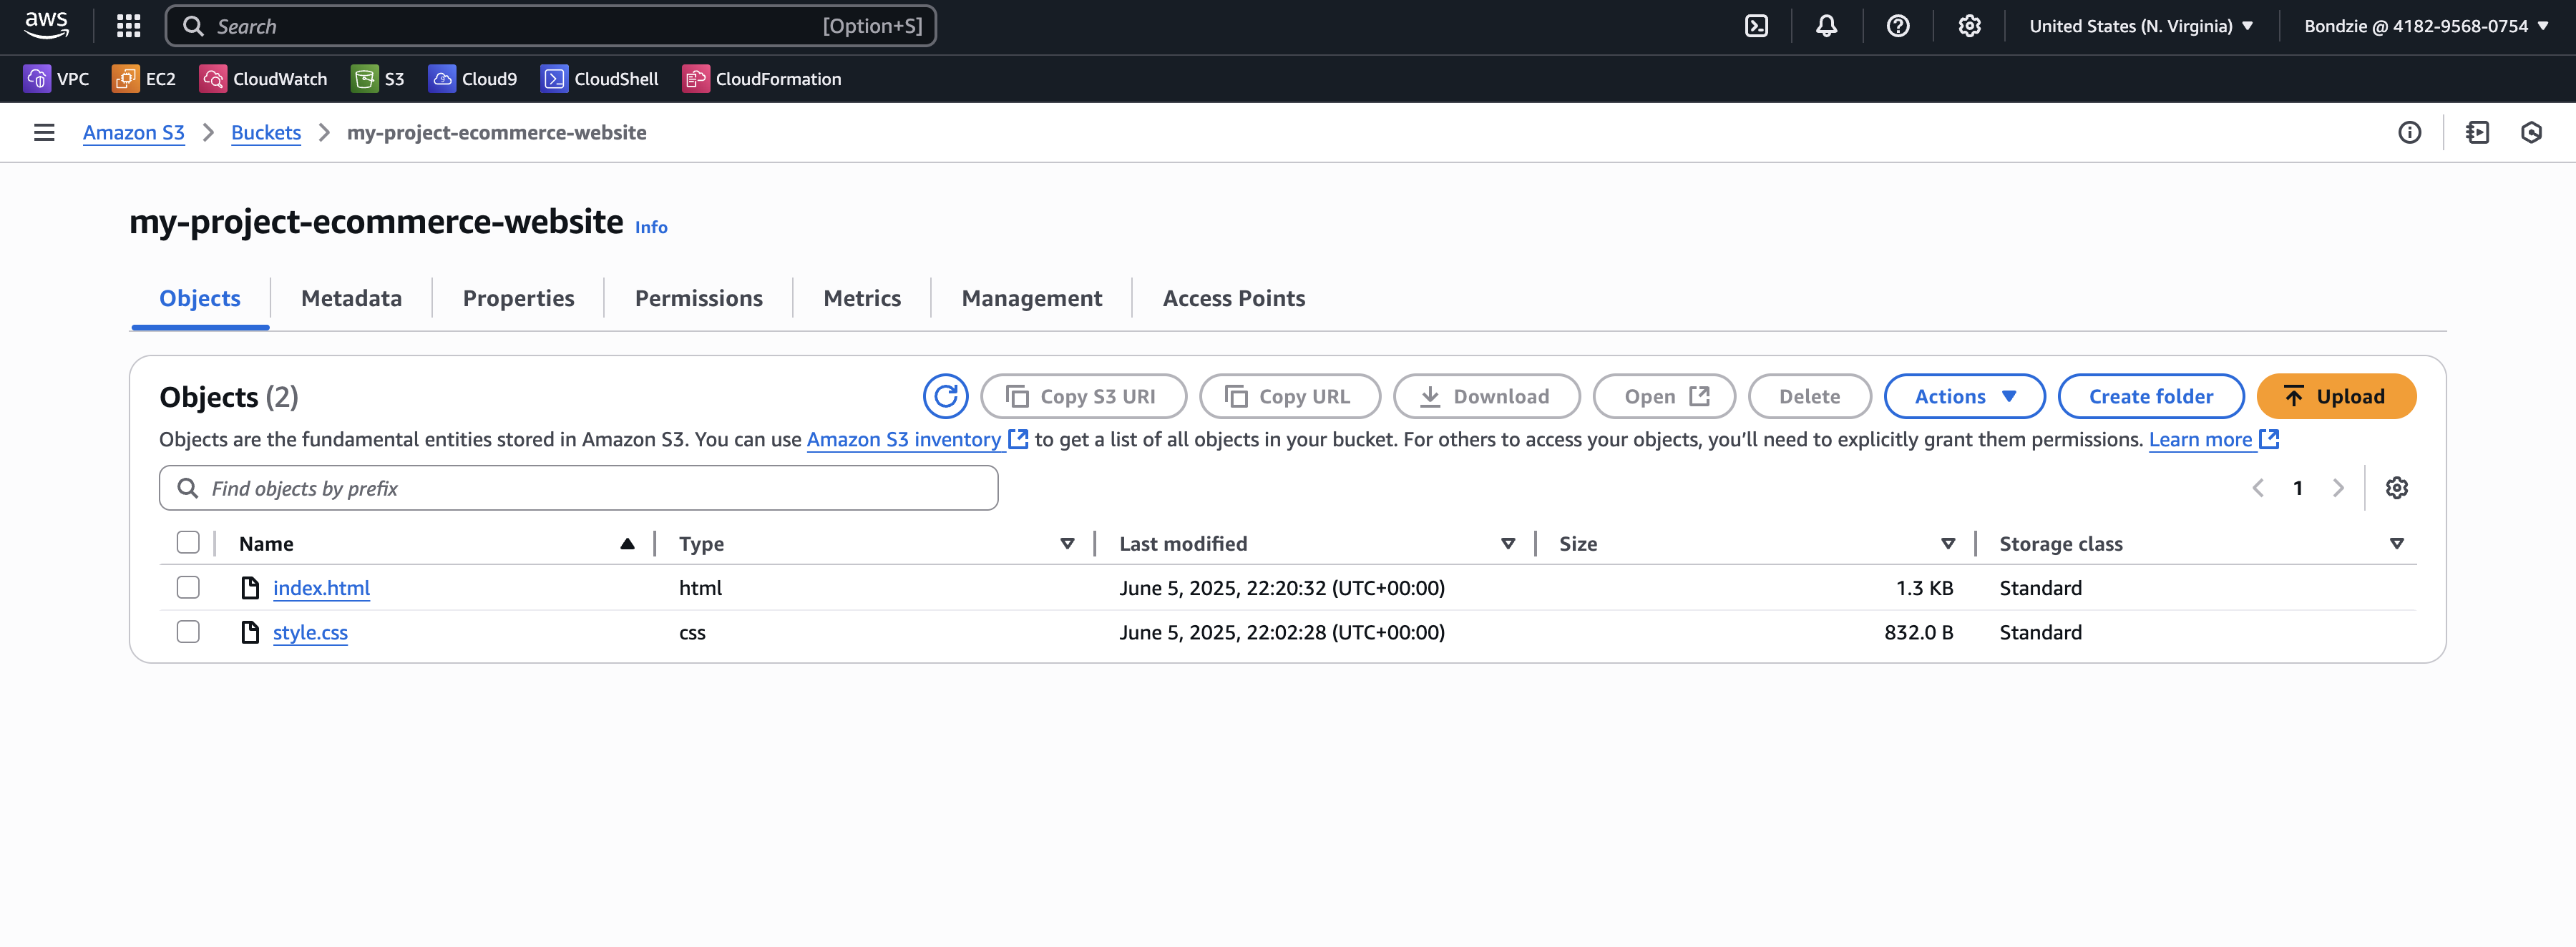 aws Search [Option+S] United States (N. Virginia) Bondzie @ 4182-9568-0754
VPC EC2 CloudWatch S3 Cloud9 CloudShell CloudFormation
Amazon S3 Buckets my-project-ecommerce-website
my-project-ecommerce-website Info
Objects Metadata Properties Permissions Metrics Management Access Points
Objects (2) Copy S3 URI Copy URL Download Open Delete Actions Create folder Upload
Objects are the fundamental entities stored in Amazon S3. You can use Amazon S3 inventory to get a list of all objects in your bucket. For others to access your objects, you’ll need to explicitly grant them permissions. Learn more
Find objects by prefix 1
Name Type Last modified Size Storage class
index.html html June 5, 2025, 22:20:32 (UTC+00:00) 1.3 KB Standard
style.css css June 5, 2025, 22:02:28 (UTC+00:00) 832.0 B Standard